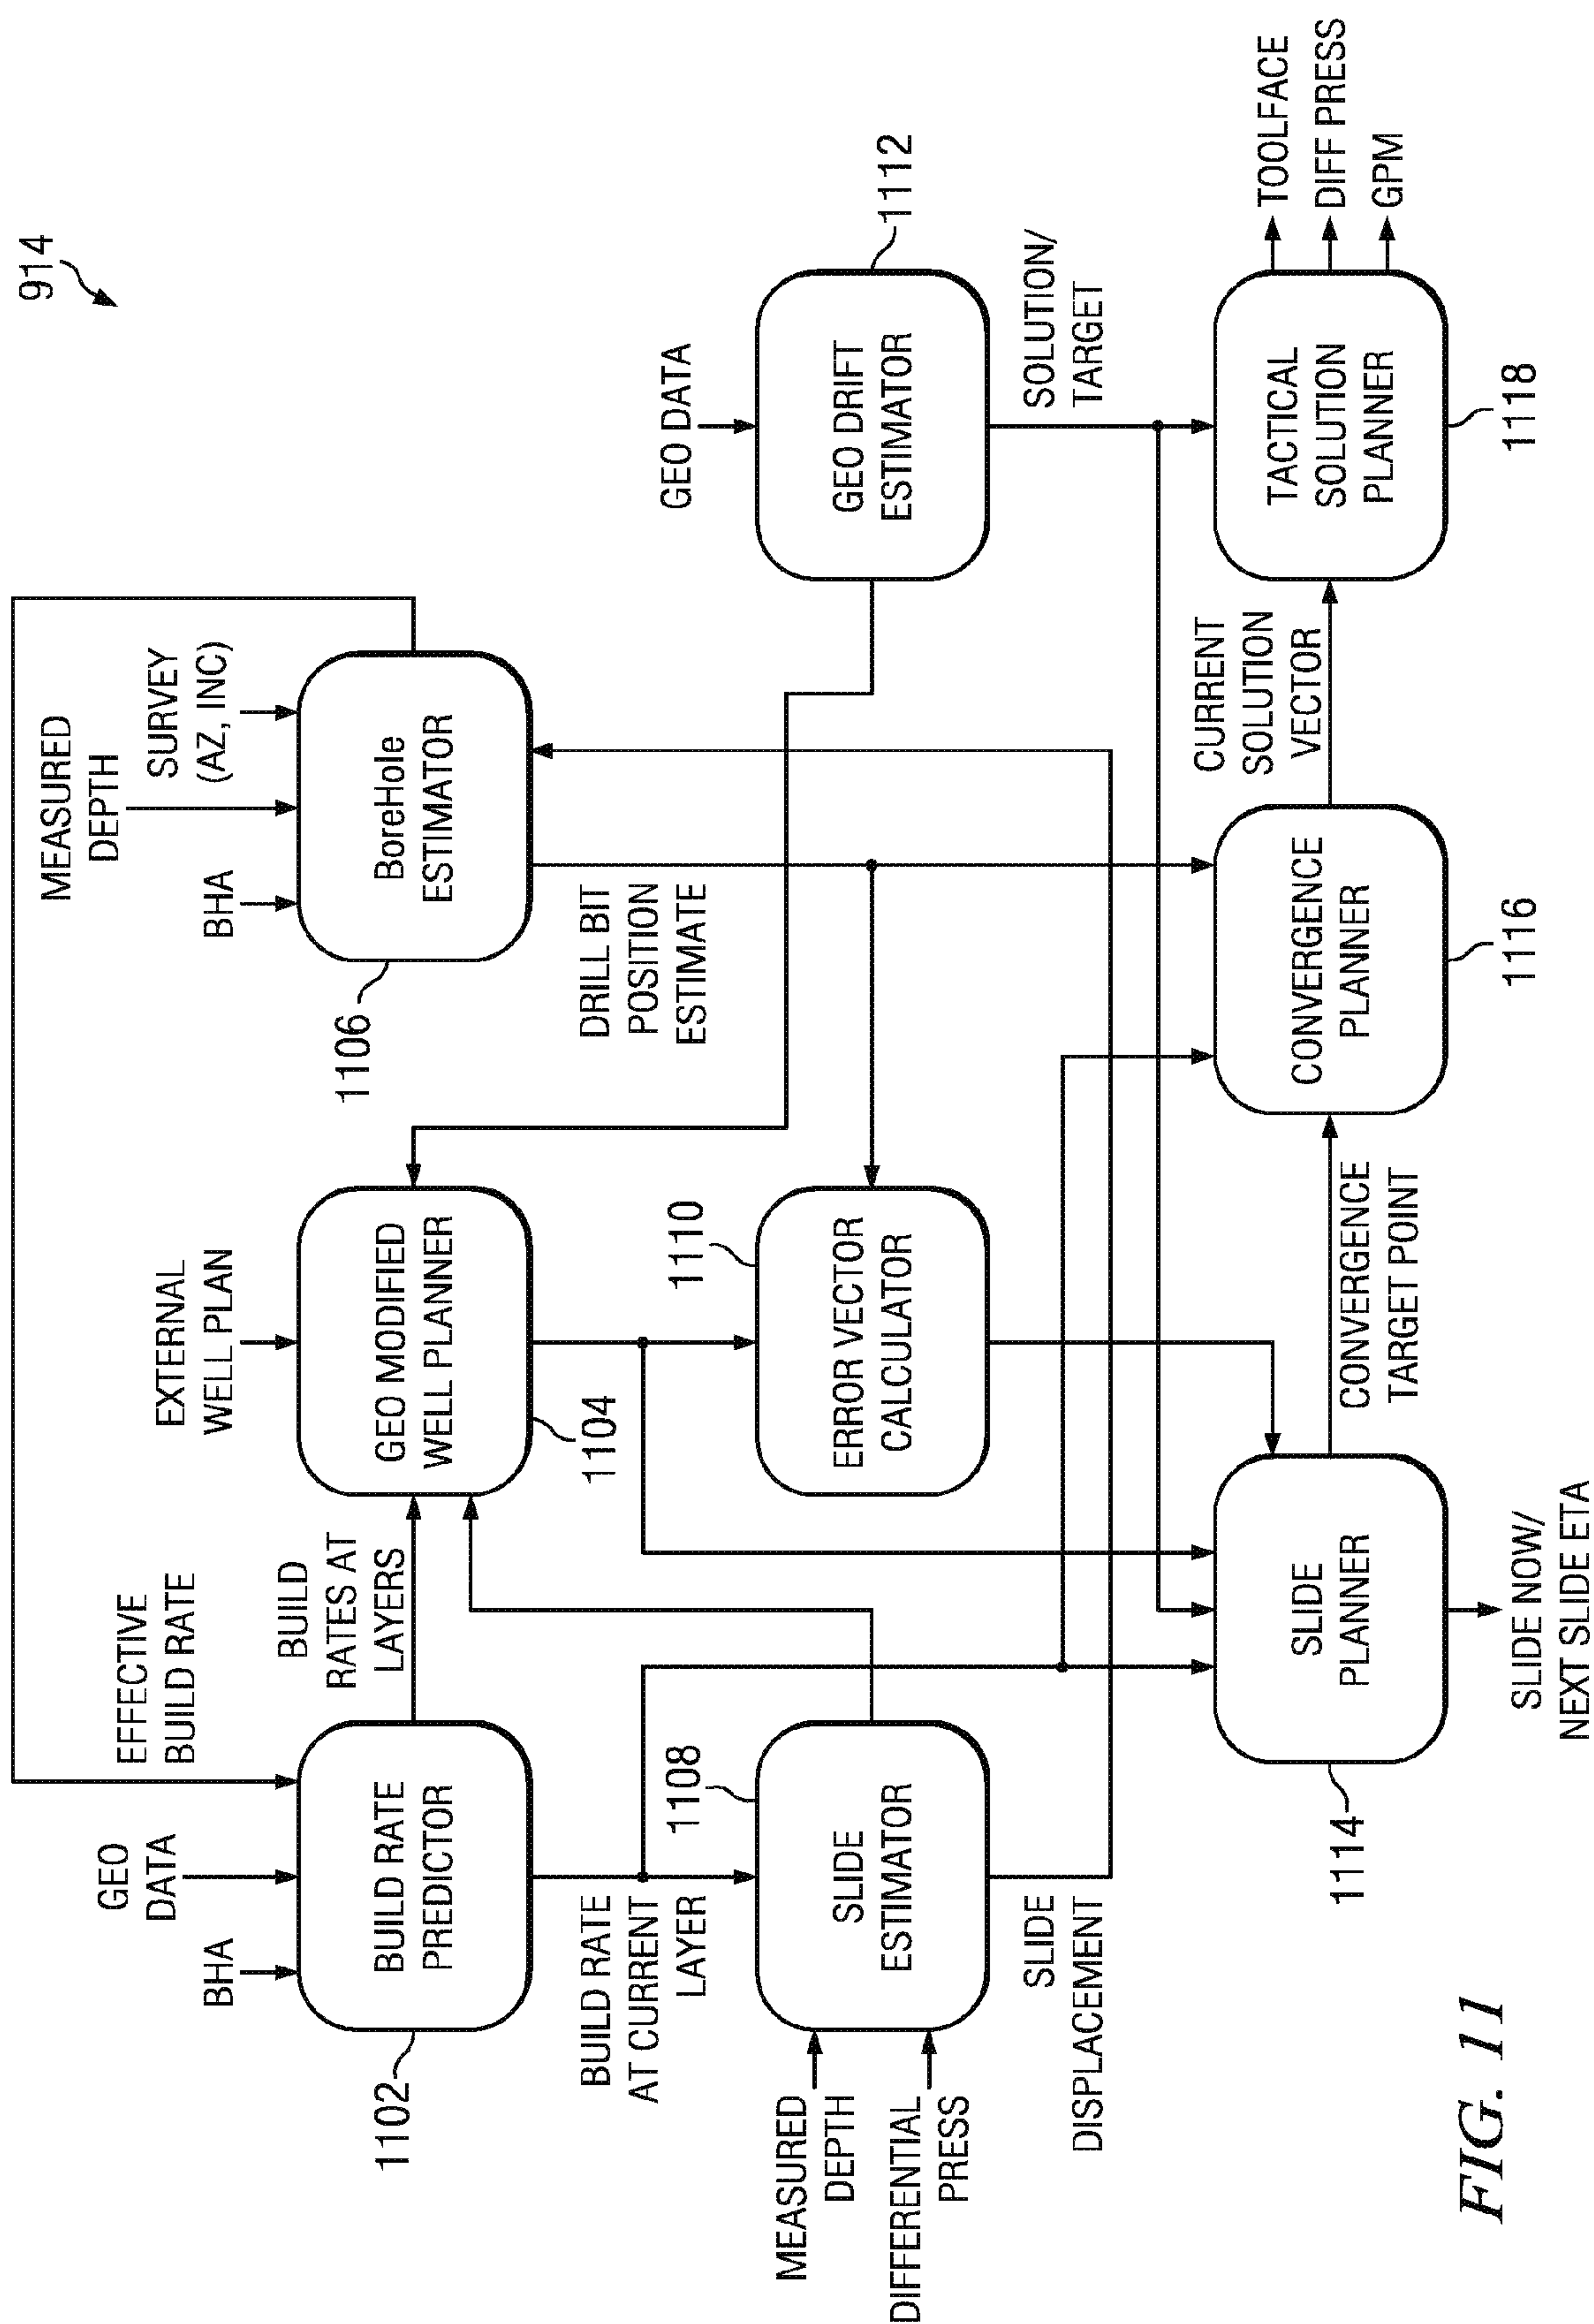 914
EFFECTIVE
BUILD RATE
GEO
DATA
BHA
BUILD RATE
PREDICTOR
1102
BUILD
RATES AT
LAYERS
EXTERNAL
WELL PLAN
GEO MODIFIED
WELL PLANNER
1104
MEASURED
DEPTH
SURVEY
(AZ, INC)
BHA
BoreHole
ESTIMATOR
1106
BUILD RATE
AT CURRENT
LAYER
DRILL BIT
POSITION
ESTIMATE
MEASURED
DEPTH
DIFFERENTIAL
PRESS
SLIDE
ESTIMATOR
1108
ERROR VECTOR
CALCULATOR
1110
GEO DATA
GEO DRIFT
ESTIMATOR
1112
SLIDE
DISPLACEMENT
SOLUTION/
TARGET
SLIDE
PLANNER
1114
CONVERGENCE
TARGET POINT
CONVERGENCE
PLANNER
1116
CURRENT
SOLUTION
VECTOR
TACTICAL
SOLUTION
PLANNER
1118
TOOLFACE
DIFF PRESS
GPM
SLIDE NOW/
NEXT SLIDE ETA
FIG. 11